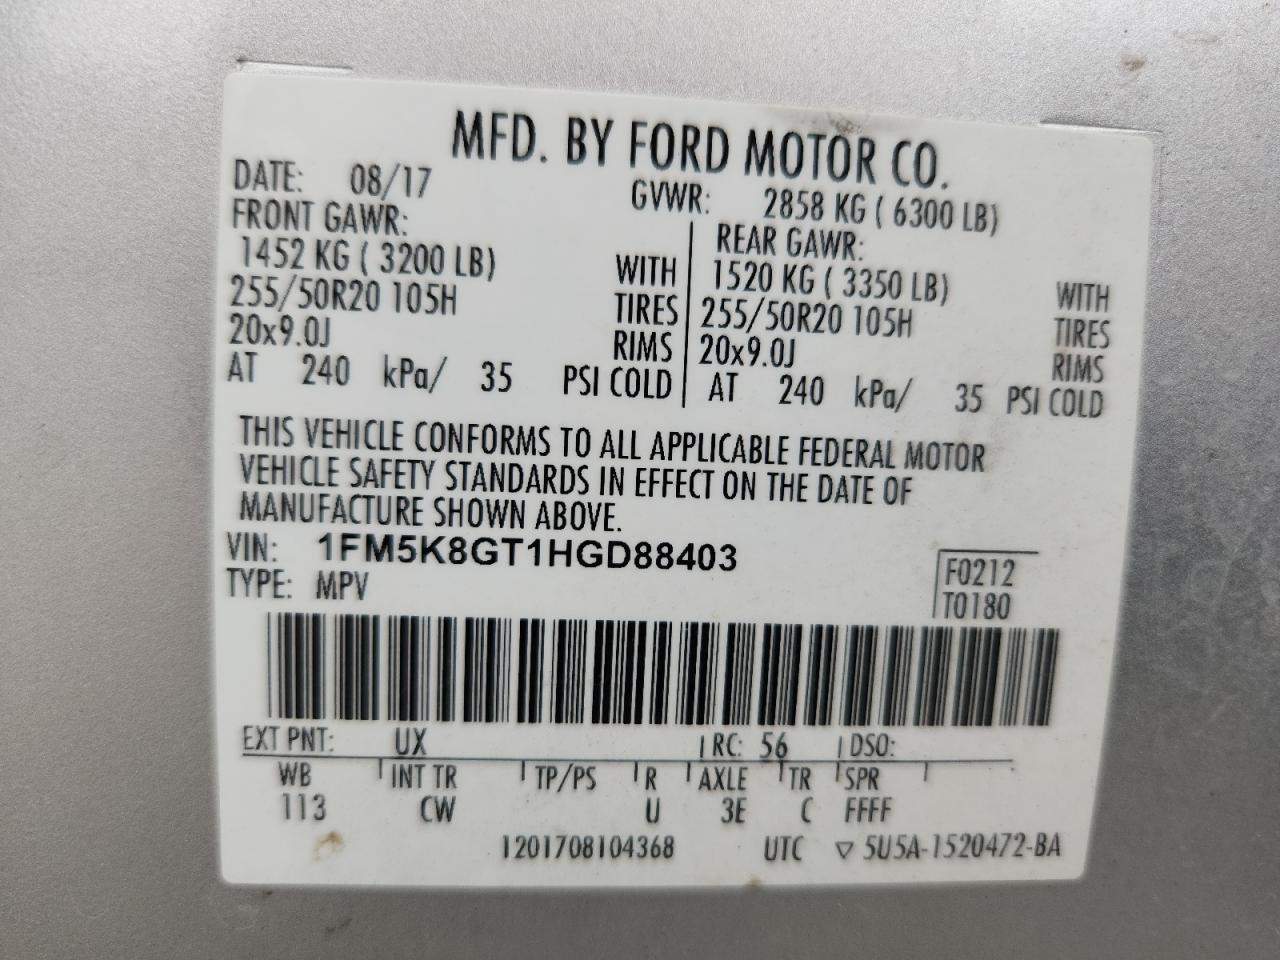 MFD. BY FORD MOTOR CO.
DATE: 08/17 GVWR: 2858 KG ( 6300 LB)
FRONT GAWR:
1452 KG ( 3200 LB) WITH
255/50R20 105H TIRES
20x9.0J RIMS
AT 240 kPa/ 35 PSI COLD
REAR GAWR:
1520 KG ( 3350 LB) WITH
255/50R20 105H TIRES
20x9.0J RIMS
AT 240 kPa/ 35 PSI COLD
THIS VEHICLE CONFORMS TO ALL APPLICABLE FEDERAL MOTOR
VEHICLE SAFETY STANDARDS IN EFFECT ON THE DATE OF
MANUFACTURE SHOWN ABOVE.
VIN: 1FM5K8GT1HGD88403
TYPE: MPV
F0212
T0180
EXT PNT: UX RC: 56 DSO:
WB INT TR TP/PS R AXLE TR SPR
113 CW U 3E C FFFF
1201708104368 UTC ▽ 5U5A-1520472-BA